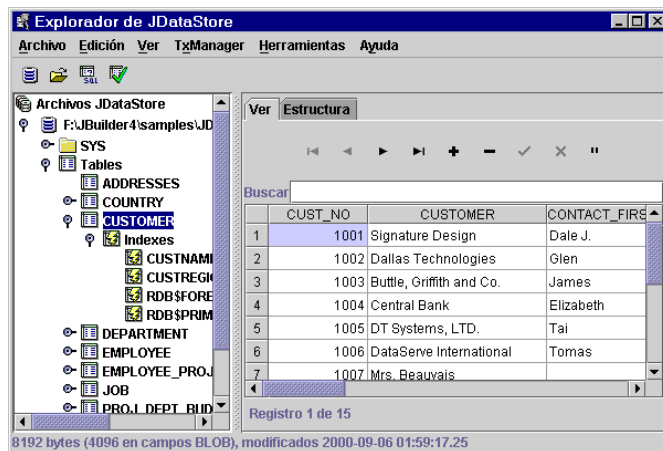 Explorador de JDataStore
Archivo Edición Ver TxManager Herramientas Ayuda
SQL
Archivos JDataStore
F:\JBuilder4\samples\JD
SYS
Tables
ADDRESSES
COUNTRY
CUSTOMER
Indexes
CUSTNAM
CUSTREGI
RDB$FORE
RDB$PRIM
DEPARTMENT
EMPLOYEE
EMPLOYEE_PROJ
JOB
PROJ_DEPT_BUD
Ver Estructura
Buscar
CUST_NO CUSTOMER CONTACT_FIRS
1 1001 Signature Design Dale J.
2 1002 Dallas Technologies Glen
3 1003 Buttle, Griffith and Co. James
4 1004 Central Bank Elizabeth
5 1005 DT Systems, LTD. Tai
6 1006 DataServe International Tomas
7 1007 Mrs. Beauvais
Registro 1 de 15
8192 bytes (4096 en campos BLOB), modificados 2000-09-06 01:59:17.25